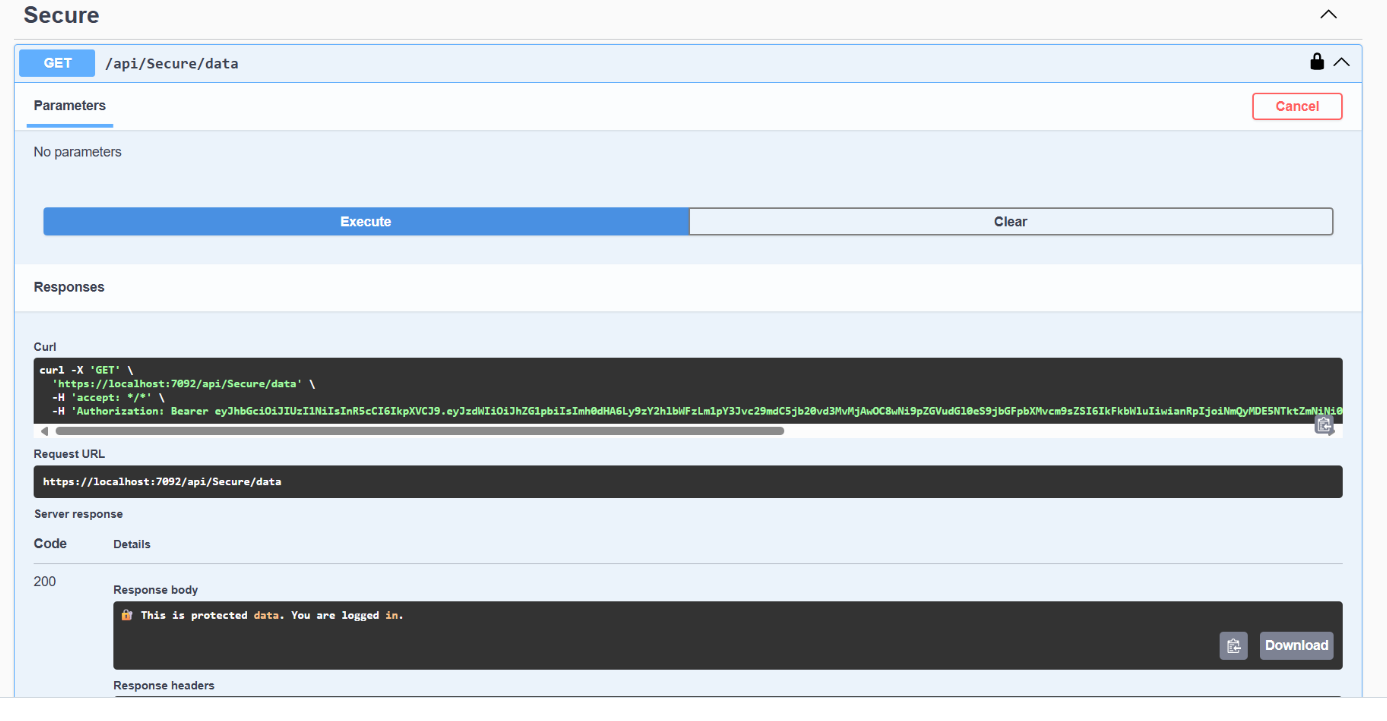 Secure
GET /api/Secure/data
Parameters
Cancel
No parameters
Execute
Clear
Responses
Curl
curl -X 'GET' \
'https://localhost:7092/api/Secure/data' \
-H 'accept: */*' \
-H 'Authorization: Bearer
Request URL
https://localhost:7092/api/Secure/data
Server response
Code Details
200
Response body
🔐 This is protected data. You are logged in.
Download
Response headers